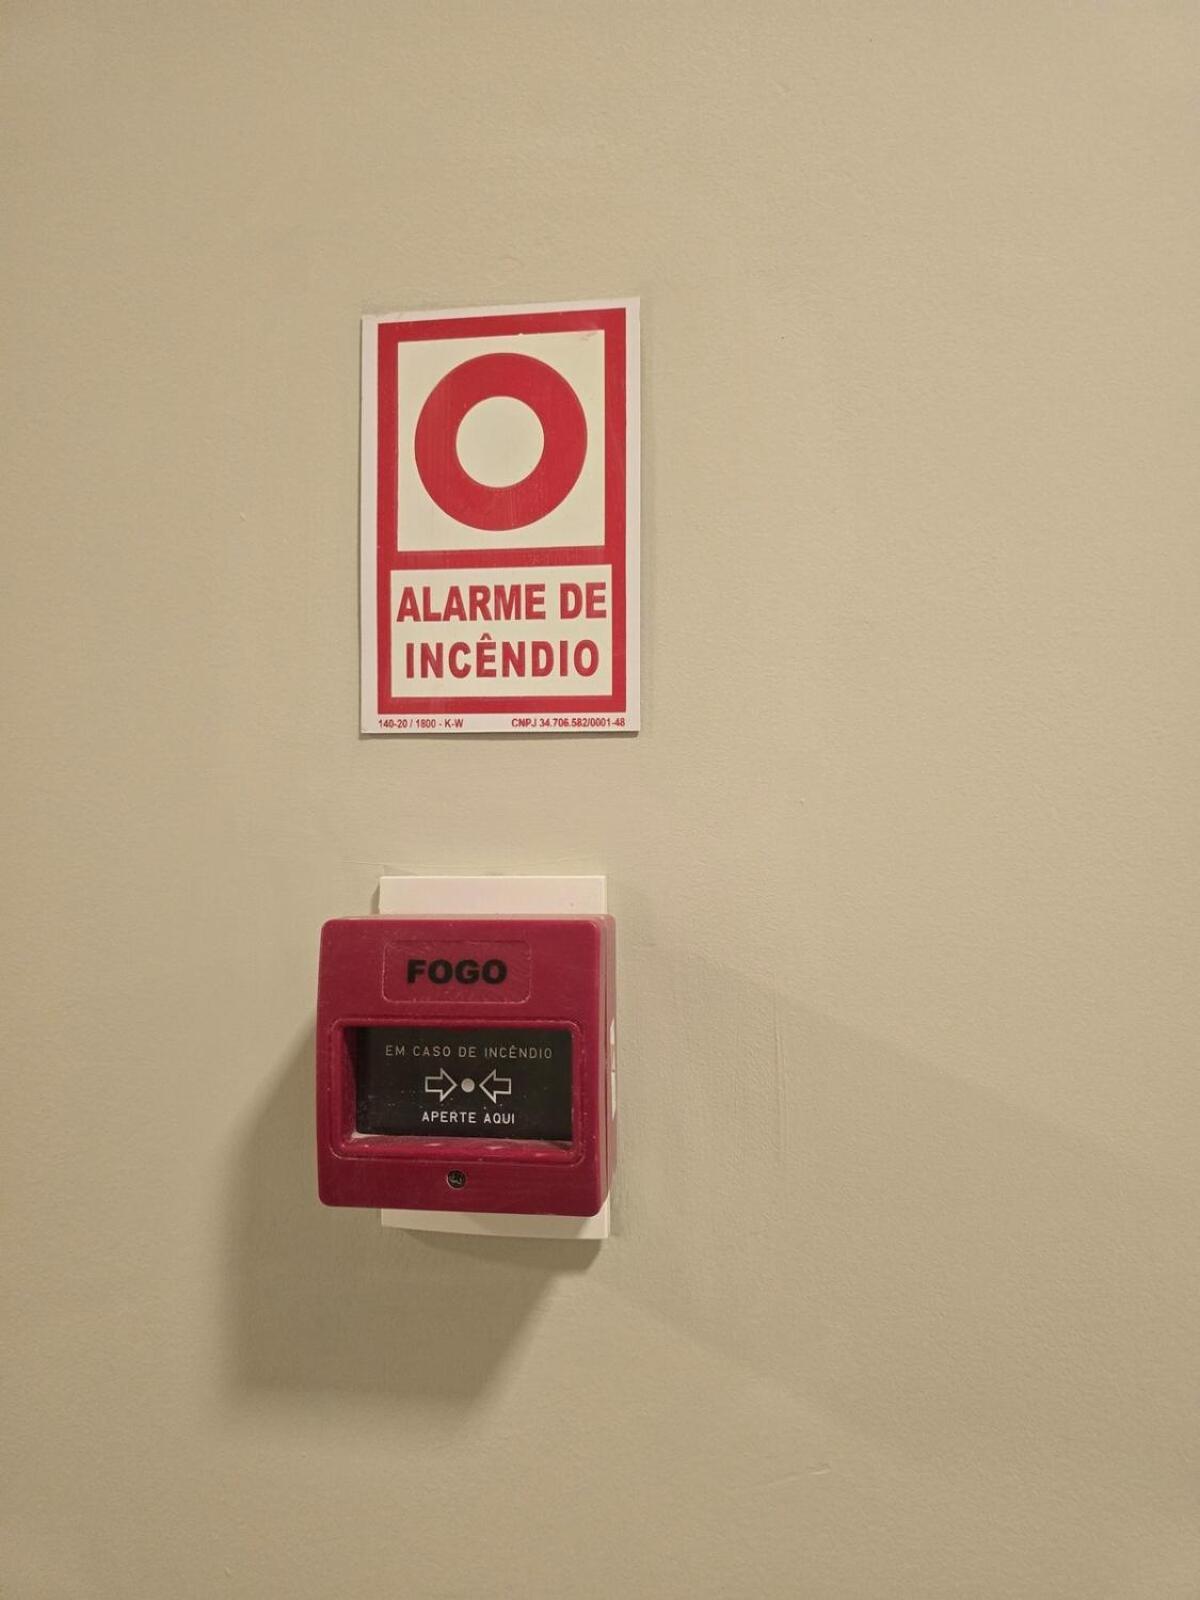 ALARME DE
INCÊNDIO
140-20 / 1800 - K-W CNPJ 34.706.582/0001-48
FOGO
EM CASO DE INCÊNDIO
APERTE AQUI